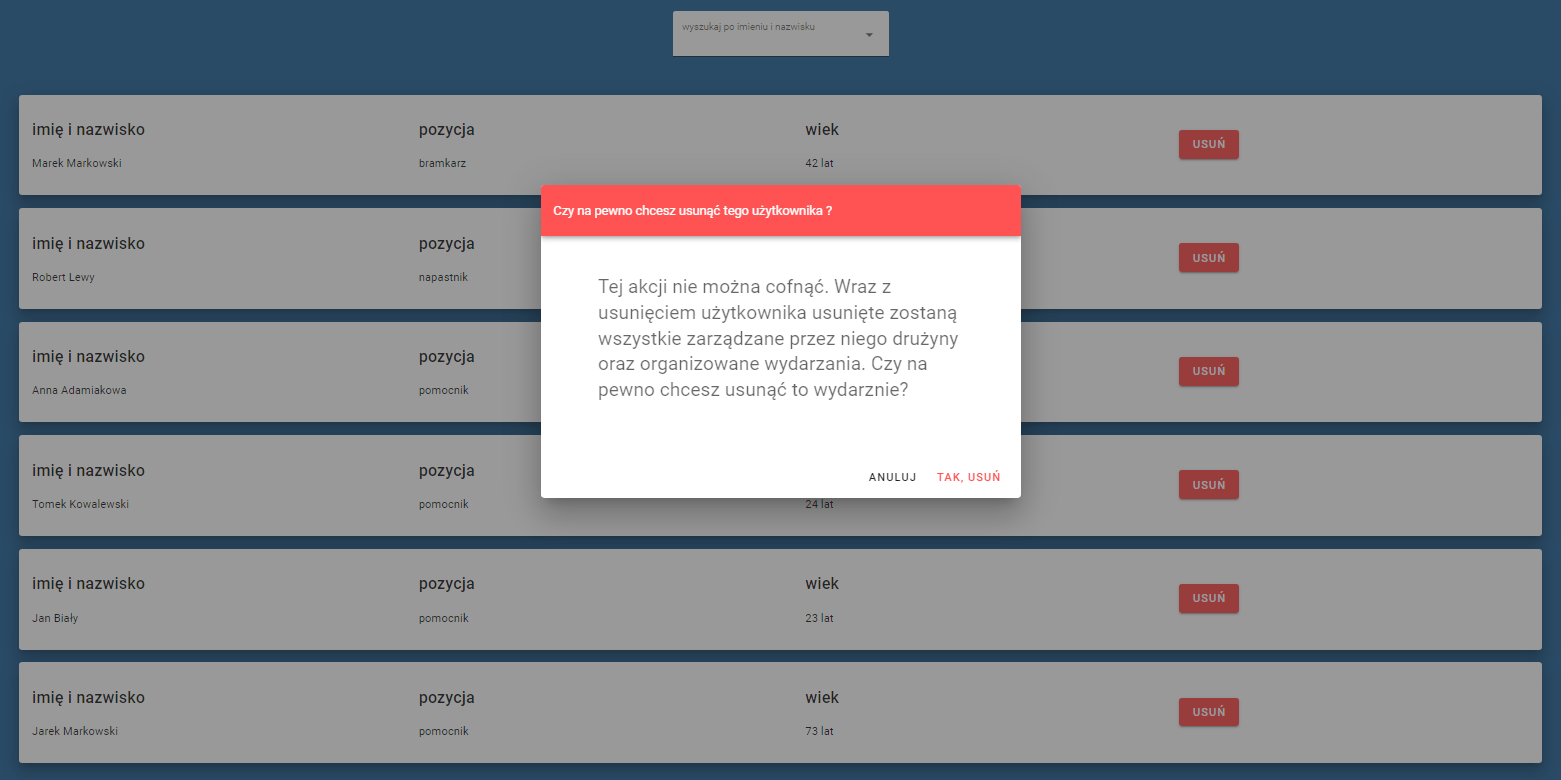 wyszukaj po imieniu i nazwisku
imię i nazwisko pozycja wiek USUŃ
Marek Markowski bramkarz 42 lat
Czy na pewno chcesz usunąć tego użytkownika ?
imię i nazwisko pozycja USUŃ
Robert Lewy napastnik
Tej akcji nie można cofnąć. Wraz z
usunięciem użytkownika usunięte zostaną
wszystkie zarządzane przez niego drużyny
oraz organizowane wydarzania. Czy na
pewno chcesz usunąć to wydarznie?
imię i nazwisko pozycja USUŃ
Anna Adamiakowa pomocnik
ANULUJ TAK, USUŃ
imię i nazwisko pozycja USUŃ
Tomek Kowalewski pomocnik 24 lat
imię i nazwisko pozycja wiek USUŃ
Jan Biały pomocnik 23 lat
imię i nazwisko pozycja wiek USUŃ
Jarek Markowski pomocnik 73 lat